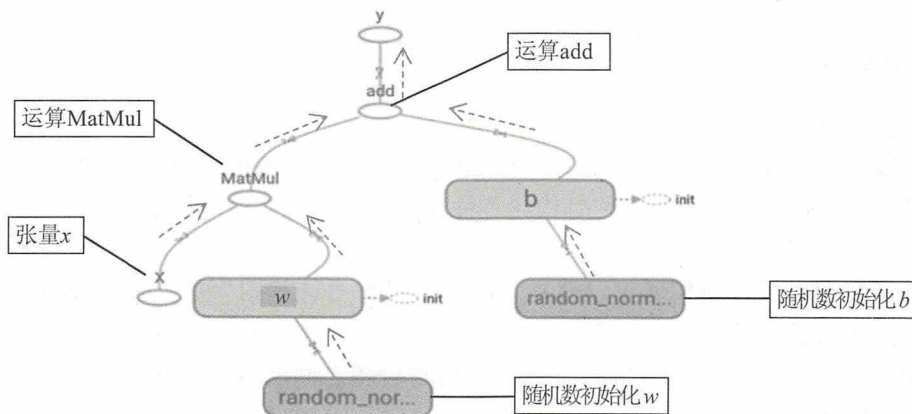 y
运算add
add
运算MatMul
MatMul
b
init
张量x
x
w
init
random_norm...
随机数初始化b
random_nor...
随机数初始化w